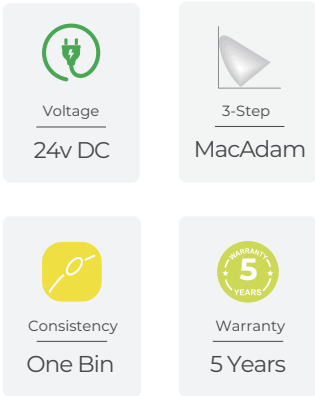 Voltage
24v DC
3-Step
MacAdam
Consistency
One Bin
WARRANTY
5
YEARS
Warranty
5 Years